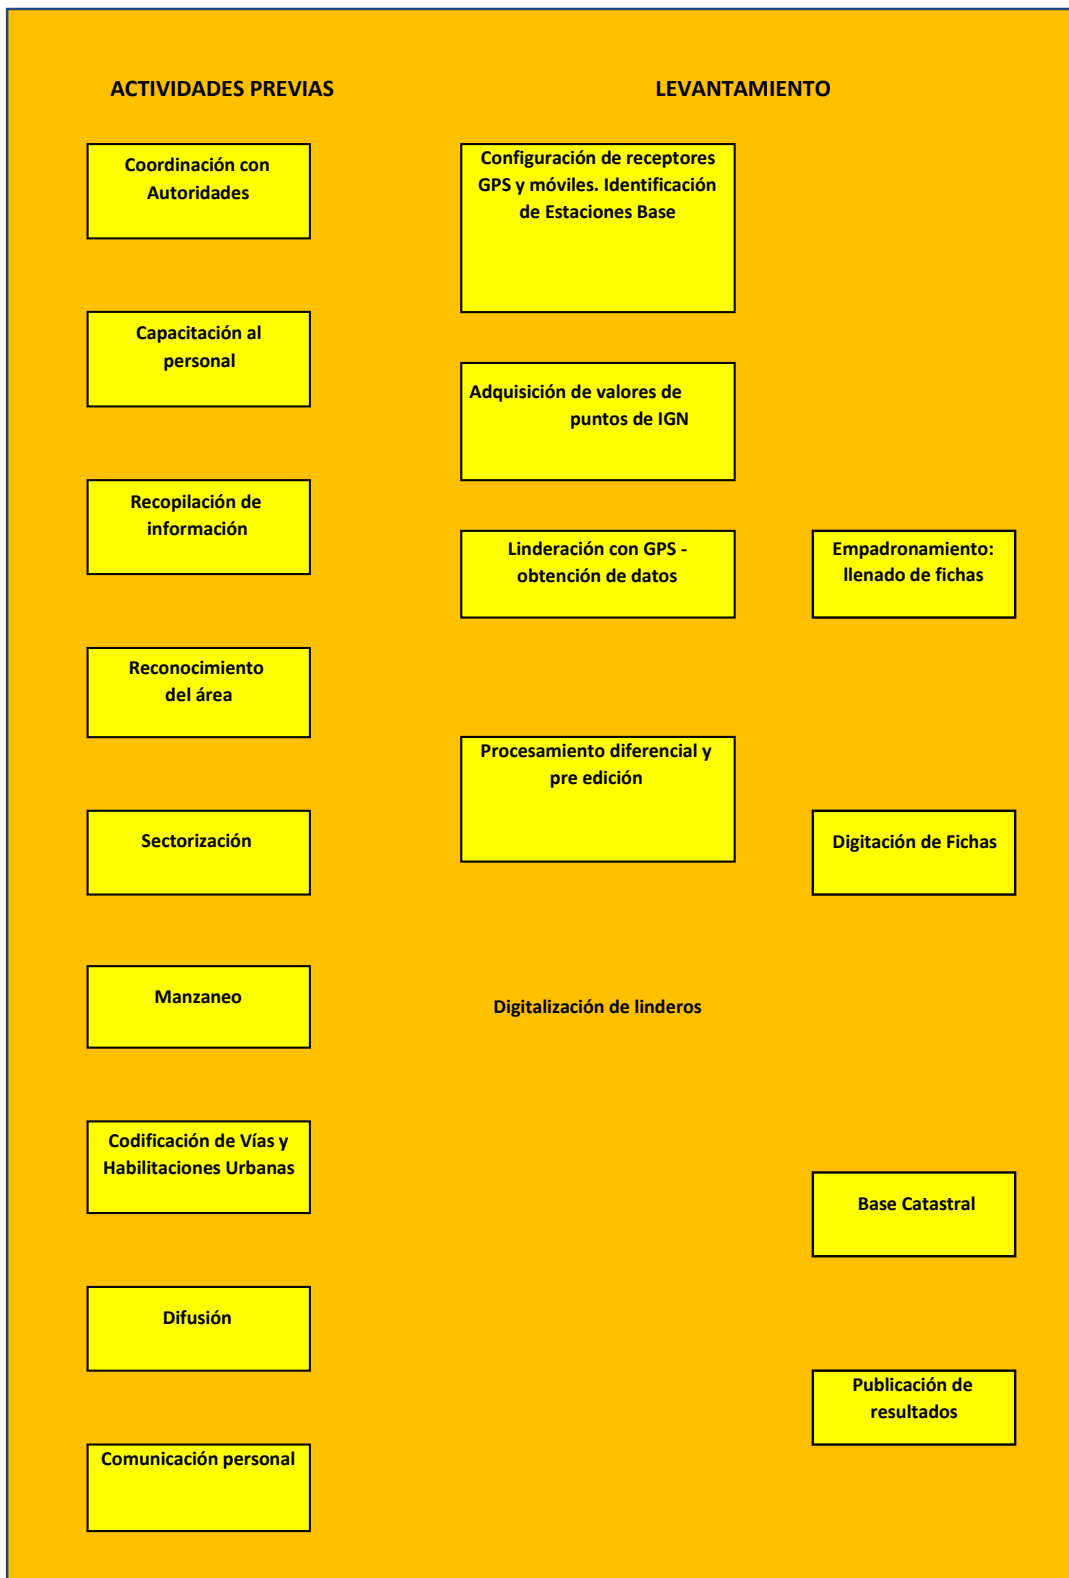 ACTIVIDADES PREVIAS
Coordinación con
Autoridades
Capacitación al
personal
Recopilación de
información
Reconocimiento
del área
Sectorización
Manzaneo
Codificación de Vías y
Habilitaciones Urbanas
Difusión
Comunicación personal
LEVANTAMIENTO
Configuración de receptores
GPS y móviles. Identificación
de Estaciones Base
Adquisición de valores de
puntos de IGN
Linderación con GPS -
obtención de datos
Procesamiento diferencial y
pre edición
Digitalización de linderos
Empadronamiento:
llenado de fichas
Digitación de Fichas
Base Catastral
Publicación de
resultados